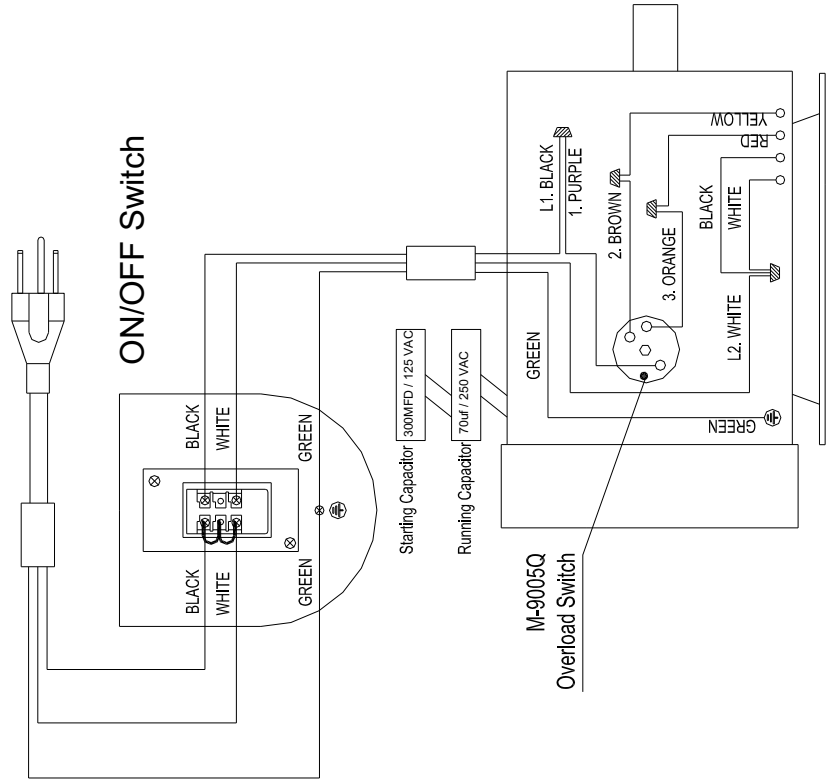 ON/OFF Switch
BLACK
WHITE
GREEN
BLACK
WHITE
GREEN
Starting Capacitor
300MFD / 125 VAC
Running Capacitor
70uf / 250 VAC
GREEN
L1. BLACK
1. PURPLE
2. BROWN
3. ORANGE
BLACK
WHITE
L2. WHITE
YELLOW
RED
GREEN
M-9005Q
Overload Switch